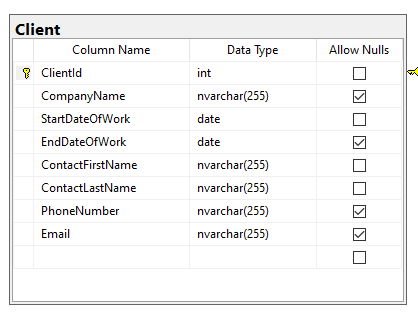 Client
Column Name Data Type Allow Nulls
ClientId int
CompanyName nvarchar(255)
StartDateOfWork date
EndDateOfWork date
ContactFirstName nvarchar(255)
ContactLastName nvarchar(255)
PhoneNumber nvarchar(255)
Email nvarchar(255)